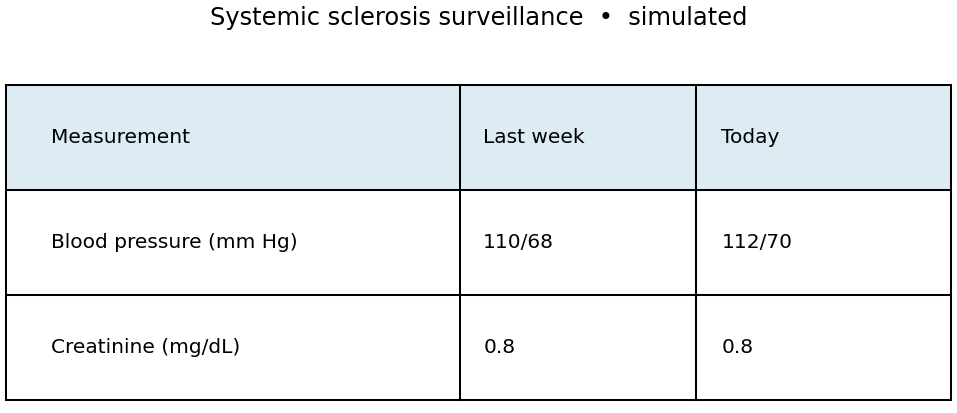 Systemic sclerosis surveillance • simulated
Measurement Last week Today
Blood pressure (mm Hg) 110/68 112/70
Creatinine (mg/dL) 0.8 0.8